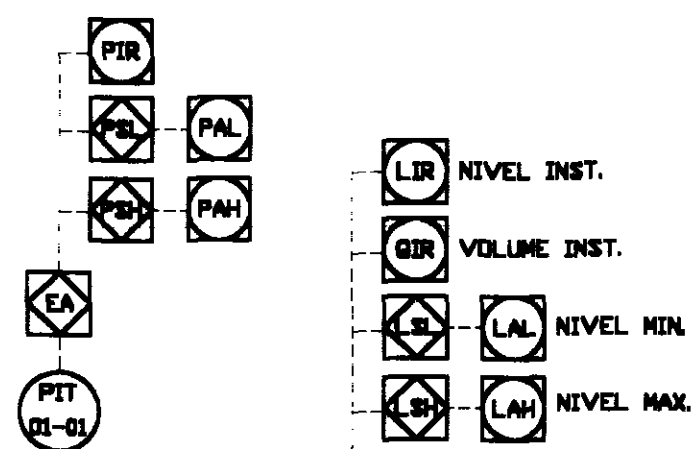 PIR
PSL PAL
PSH PAH
EA
PIT
01-01
LIR NIVEL INST.
QIR VOLUME INST.
LSL LAL NIVEL MIN.
LSH LAH NIVEL MAX.